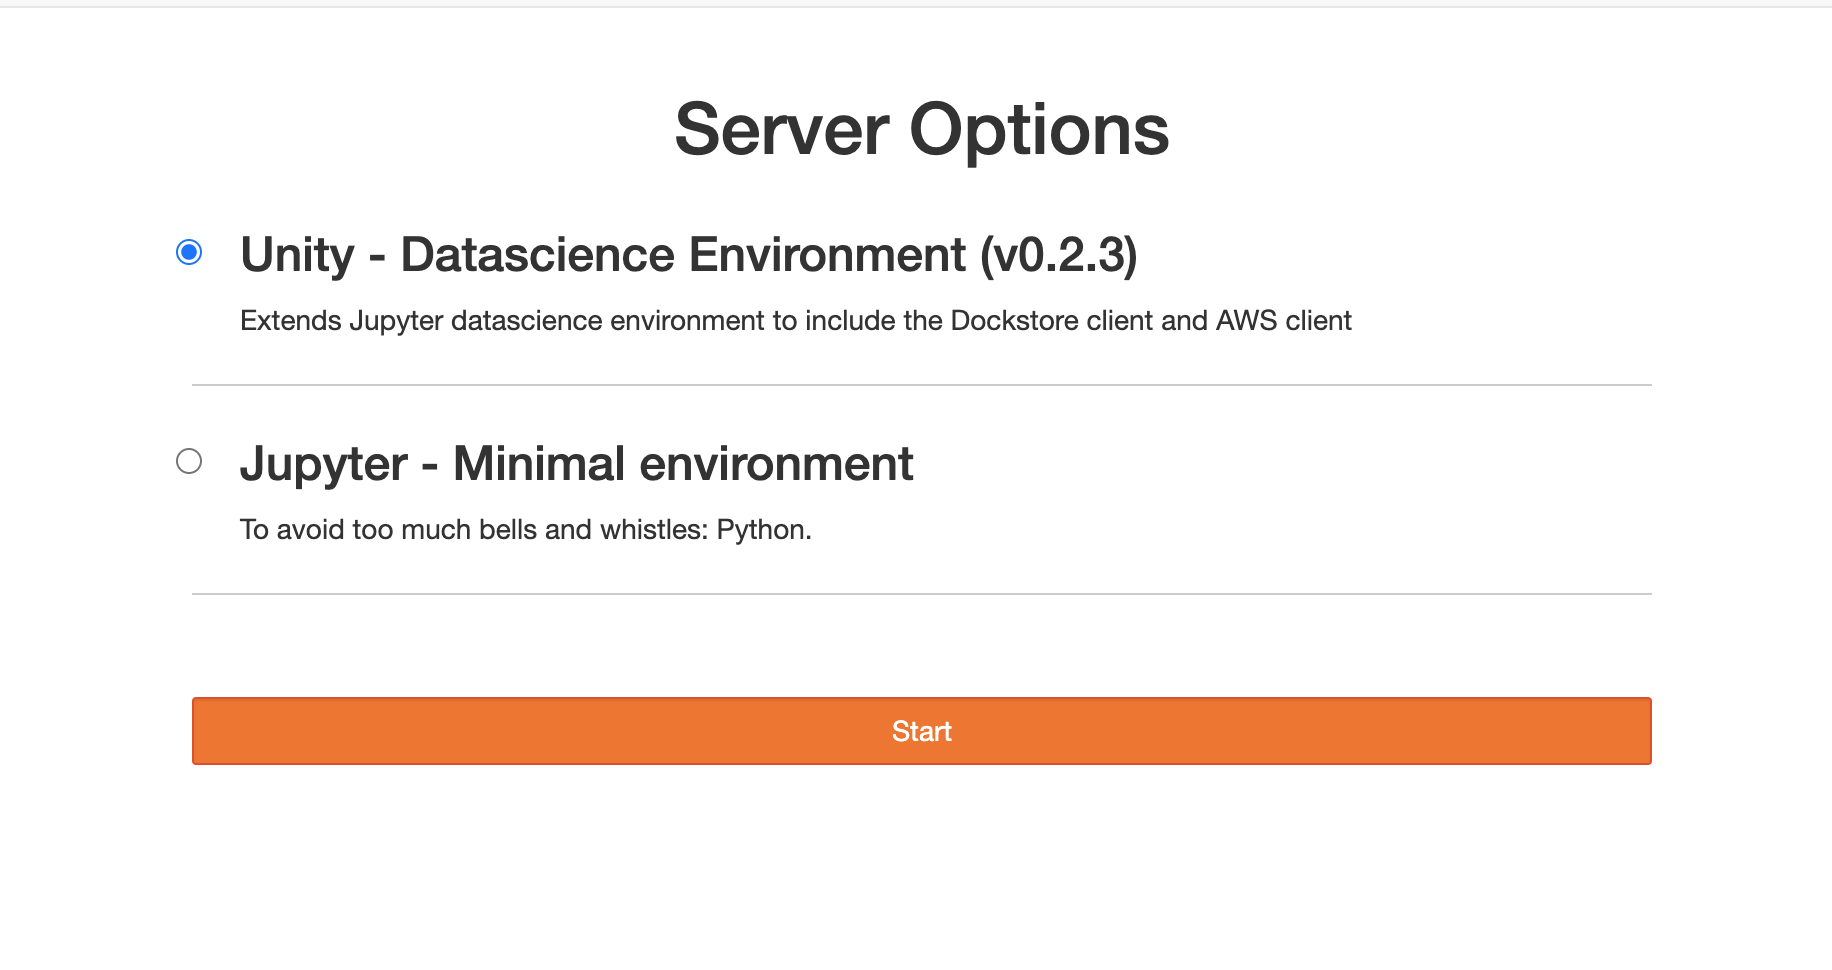 Server Options
Unity - Datascience Environment (v0.2.3)
Extends Jupyter datascience environment to include the Dockstore client and AWS client
Jupyter - Minimal environment
To avoid too much bells and whistles: Python.
Start